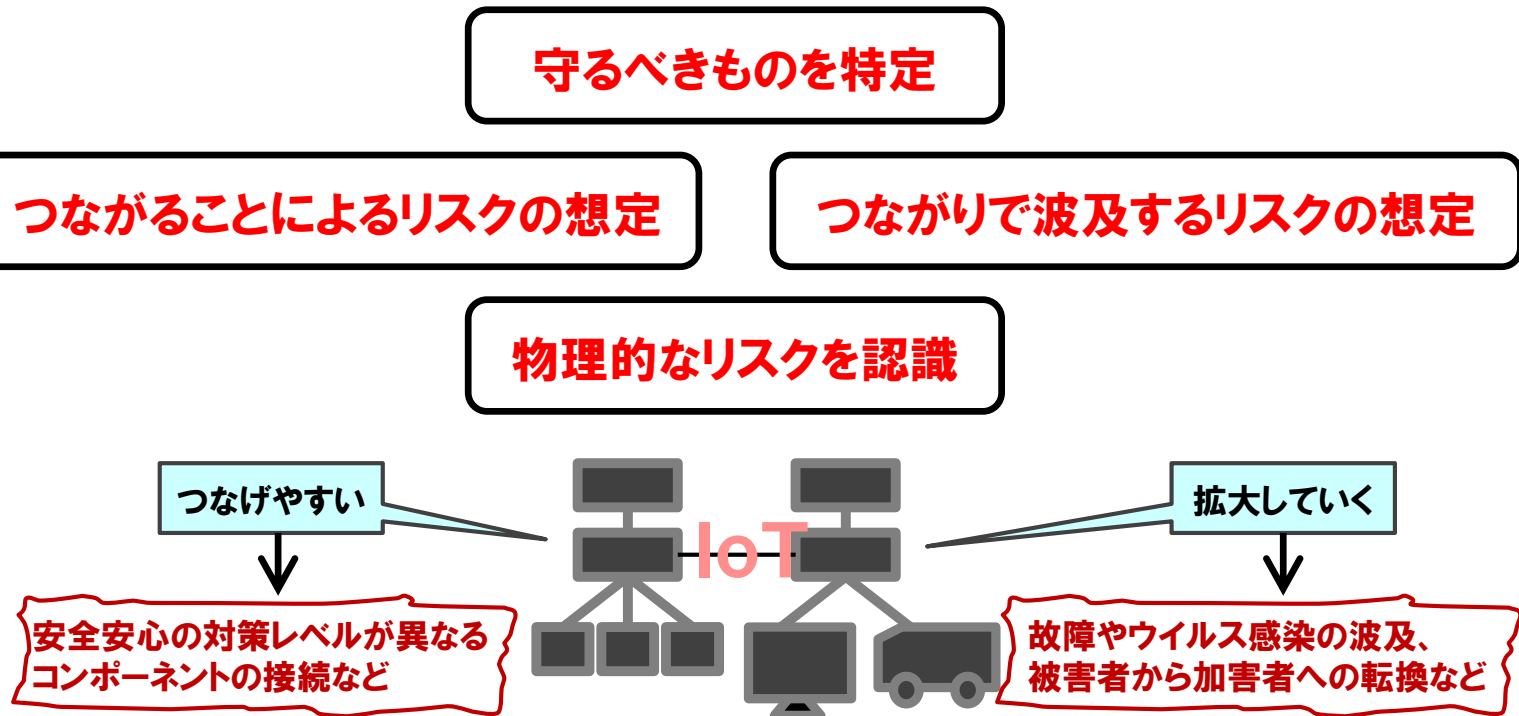 守るべきものを特定
つながることによるリスクの想定
つながりで波及するリスクの想定
物理的なリスクを認識
つなげやすい
IoT
拡大していく
安全安心の対策レベルが異なる
コンポーネントの接続など
故障やウイルス感染の波及、
被害者から加害者への転換など